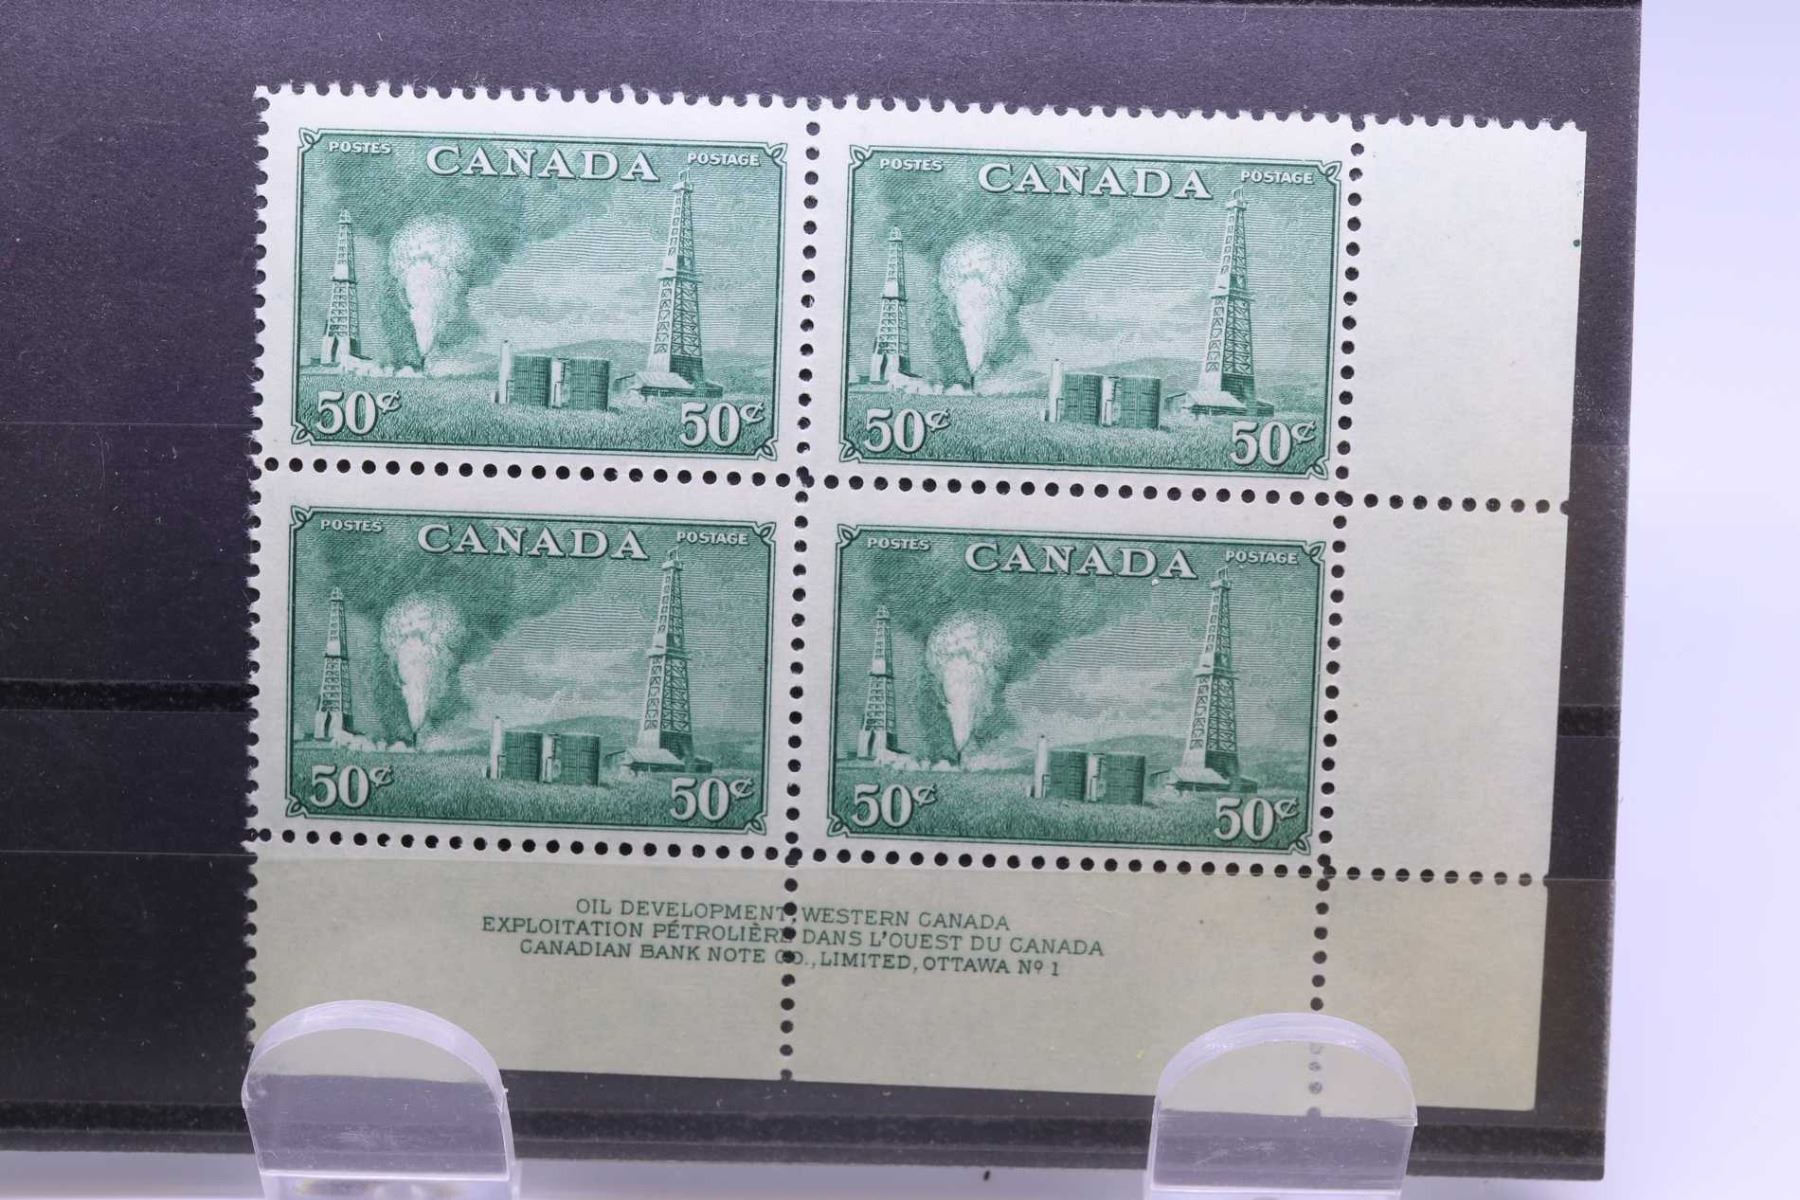 POSTES CANADA POSTAGE
50¢ 50¢
POSTES CANADA POSTAGE
50¢ 50¢
POSTES CANADA POSTAGE
50¢ 50¢
POSTES CANADA POSTAGE
50¢ 50¢
OIL DEVELOPMENT, WESTERN CANADA
EXPLOITATION PÉTROLIÈRE DANS L'OUEST DU CANADA
CANADIAN BANK NOTE CO., LIMITED, OTTAWA Nº 1